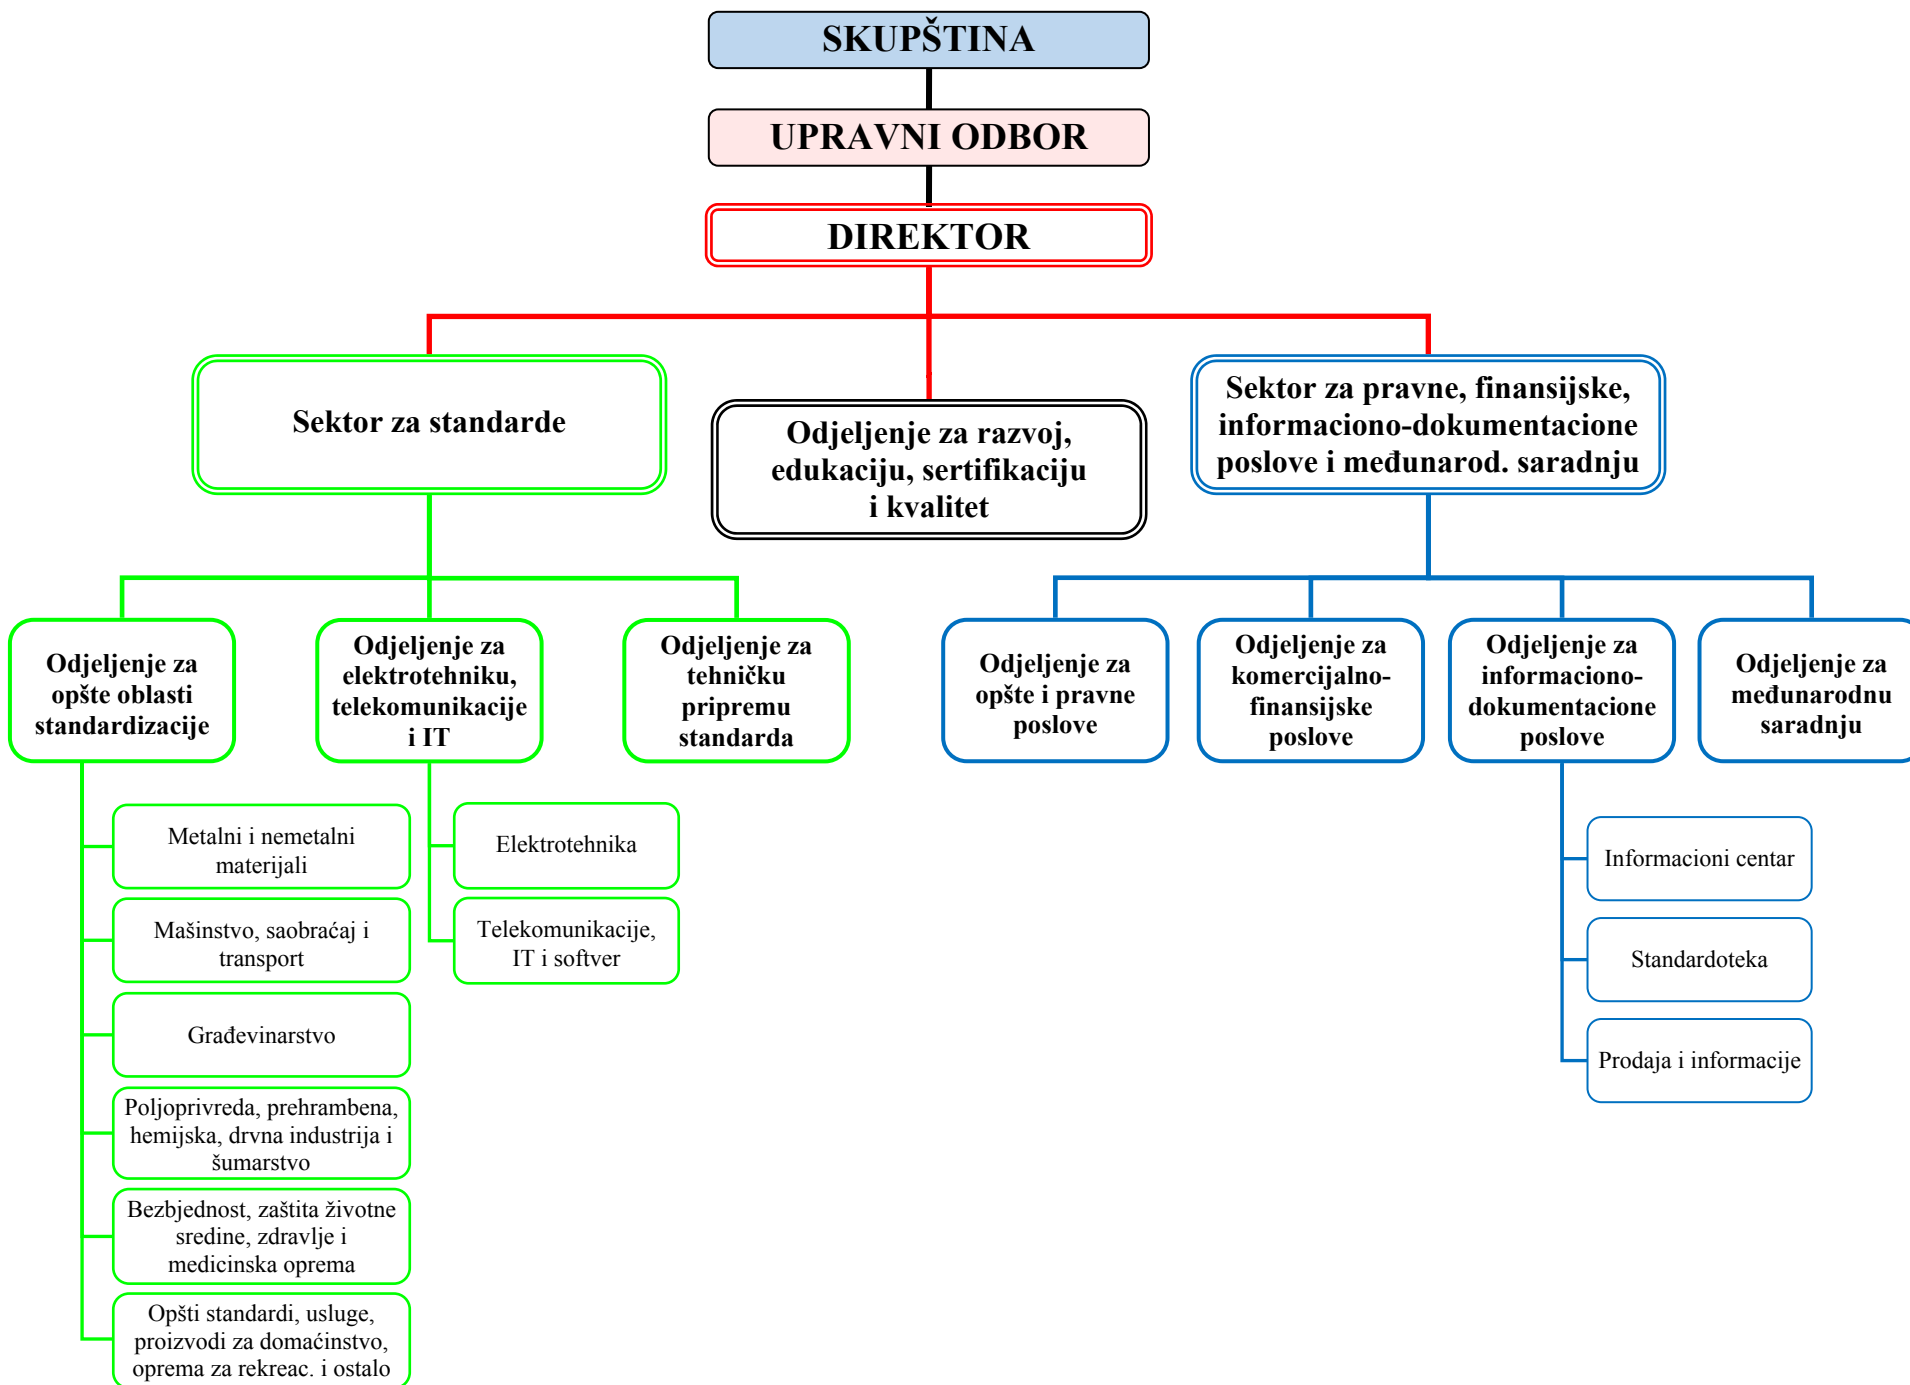 SKUPŠTINA
UPRAVNI ODBOR
DIREKTOR
Sektor za standarde
Odjeljenje za razvoj,
edukaciju, sertifikaciju
i kvalitet
Sektor za pravne, finansijske,
informaciono-dokumentacione
poslove i međunarod. saradnju
Odjeljenje za
opšte oblasti
standardizacije
Odjeljenje za
elektrotehniku,
telekomunikacije
i IT
Odjeljenje za
tehničku
pripremu
standarda
Odjeljenje za
opšte i pravne
poslove
Odjeljenje za
komercijalno-
finansijske
poslove
Odjeljenje za
informaciono-
dokumentacione
poslove
Odjeljenje za
međunarodnu
saradnju
Metalni i nemetalni
materijali
Mašinstvo, saobraćaj i
transport
Građevinarstvo
Poljoprivreda, prehrambena,
hemijska, drvna industrija i
šumarstvo
Bezbjednost, zaštita životne
sredine, zdravlje i
medicinska oprema
Opšti standardi, usluge,
proizvodi za domaćinstvo,
oprema za rekreac. i ostalo
Elektrotehnika
Telekomunikacije,
IT i softver
Informacioni centar
Standardoteka
Prodaja i informacije